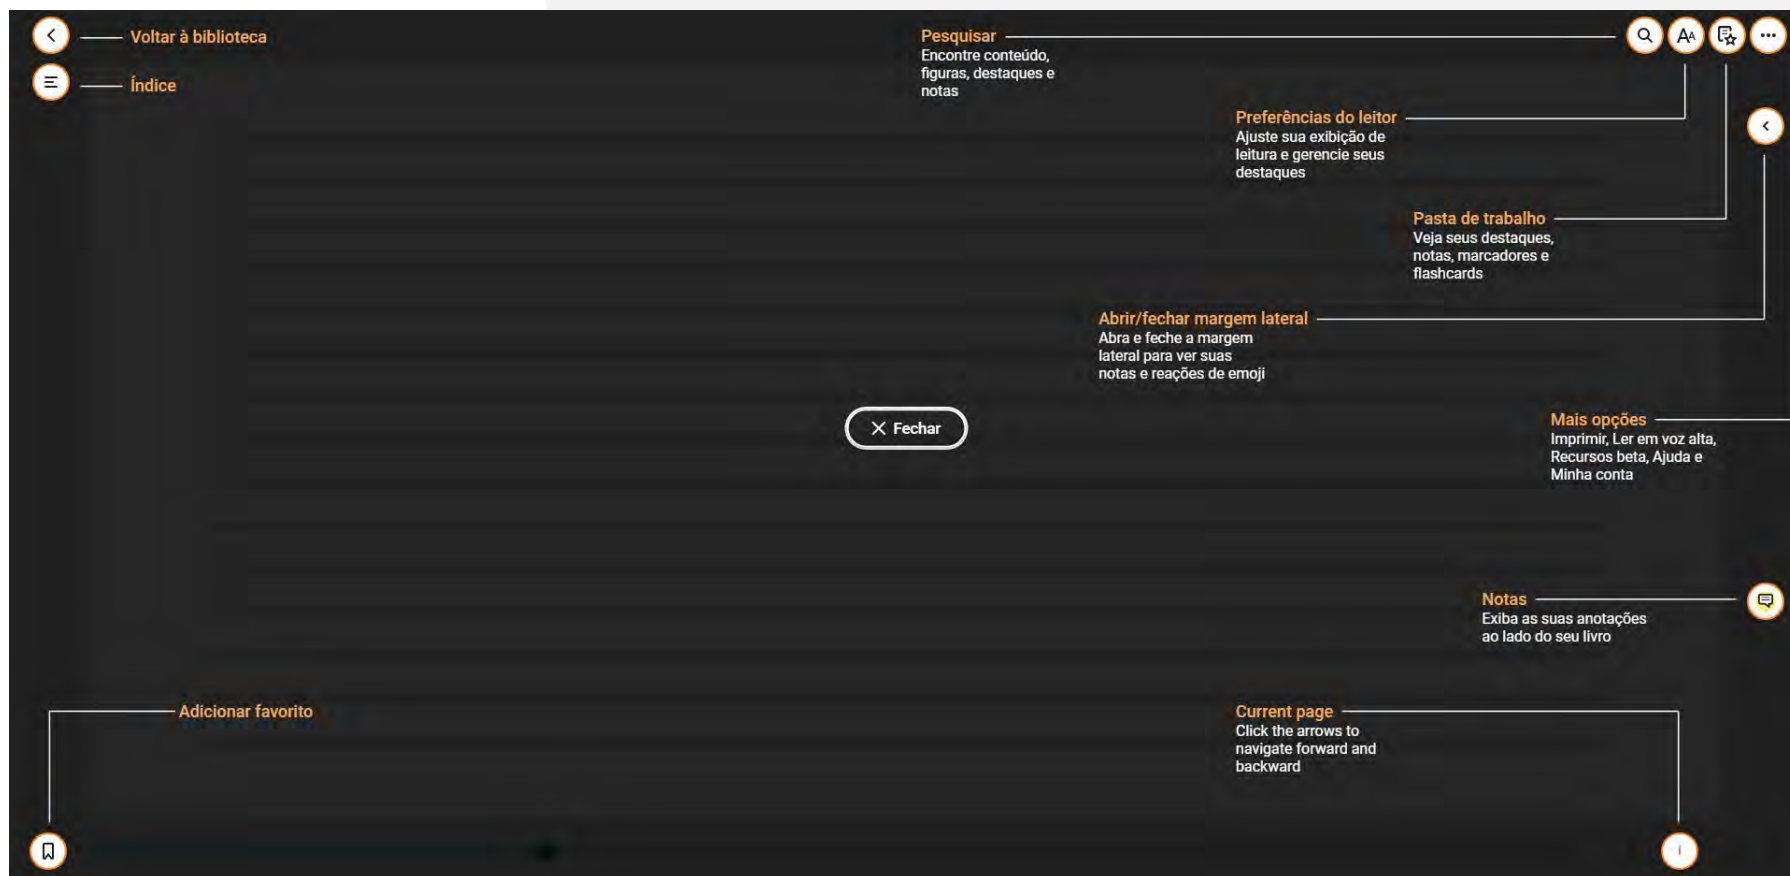 Voltar à biblioteca
Índice
Pesquisar
Encontre conteúdo,
figuras, destaques e
notas
AA
Preferências do leitor
Ajuste sua exibição de
leitura e gerencie seus
destaques
Pasta de trabalho
Veja seus destaques,
notas, marcadores e
flashcards
Abrir/fechar margem lateral
Abra e feche a margem
lateral para ver suas
notas e reações de emoji
Fechar
Mais opções
Imprimir, Ler em voz alta,
Recursos beta, Ajuda e
Minha conta
Notas
Exiba as suas anotações
ao lado do seu livro
Adicionar favorito
Current page
Click the arrows to
navigate forward and
backward